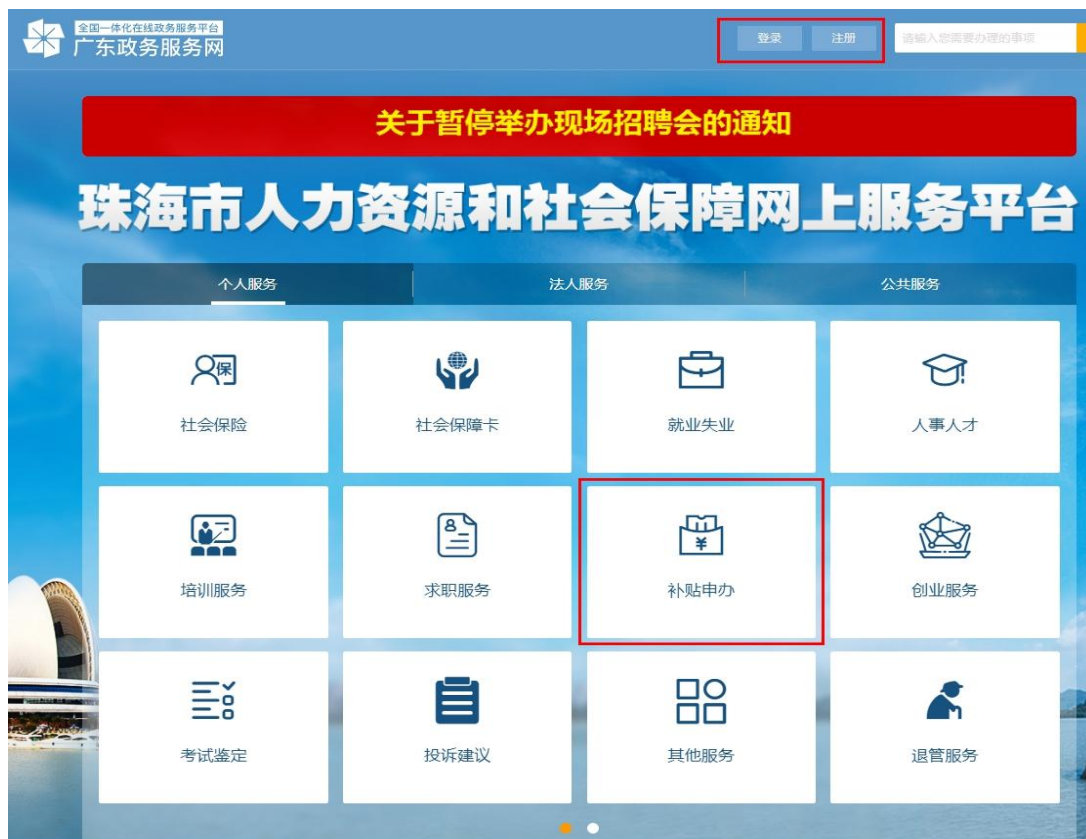 全国一体化在线政务服务平台
广东政务服务网
登录 注册 请输入您需要办理的事项
关于暂停举办现场招聘会的通知
珠海市人力资源和社会保障网上服务平台
个人服务 法人服务 公共服务
保
社会保险 社会保障卡 就业失业 人事人才
¥
培训服务 求职服务 补贴申办 创业服务
考试鉴定 投诉建议 其他服务 退管服务